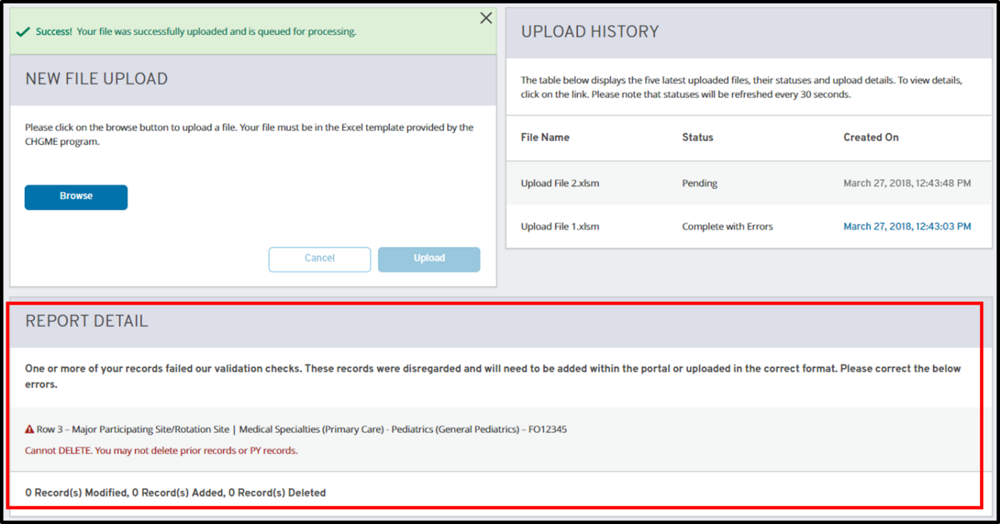 Success! Your file was successfully uploaded and is queued for processing.
NEW FILE UPLOAD
Please click on the browse button to upload a file. Your file must be in the Excel template provided by the
CHGME program.
Browse
Cancel
Upload
UPLOAD HISTORY
The table below displays the five latest uploaded files, their statuses and upload details. To view details,
click on the link. Please note that statuses will be refreshed every 30 seconds.
File Name Status Created On
Upload File 2.xlsm Pending March 27, 2018, 12:43:48 PM
Upload File 1.xlsm Complete with Errors March 27, 2018, 12:43:03 PM
REPORT DETAIL
One or more of your records failed our validation checks. These records were disregarded and will need to be added within the portal or uploaded in the correct format. Please correct the below
errors.
Row 3 – Major Participating Site/Rotation Site | Medical Specialties (Primary Care) - Pediatrics (General Pediatrics) – FO12345
Cannot DELETE. You may not delete prior records or PY records.
0 Record(s) Modified, 0 Record(s) Added, 0 Record(s) Deleted